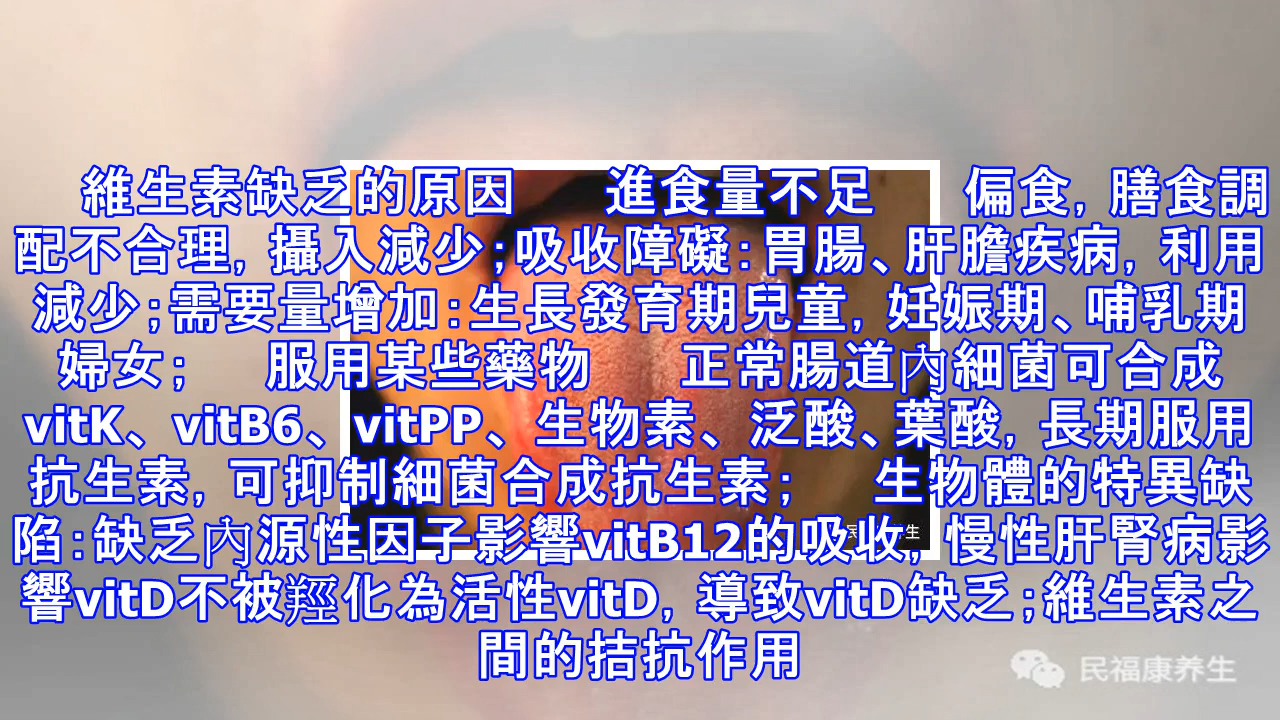 維生素缺乏的原因　進食量不足　偏食, 膳食調
配不合理, 攝入減少;吸收障礙:胃腸、肝膽疾病, 利用
減少;需要量增加:生長發育期兒童, 妊娠期、哺乳期
婦女;　服用某些藥物　正常腸道內細菌可合成
vitK、vitB6、vitPP、生物素、泛酸、葉酸, 長期服用
抗生素, 可抑制細菌合成抗生素;　生物體的特異缺
陷:缺乏內源性因子影響vitB12的吸收, 慢性肝腎病影
響vitD不被羥化為活性vitD, 導致vitD缺乏;維生素之
間的拮抗作用
民福康养生